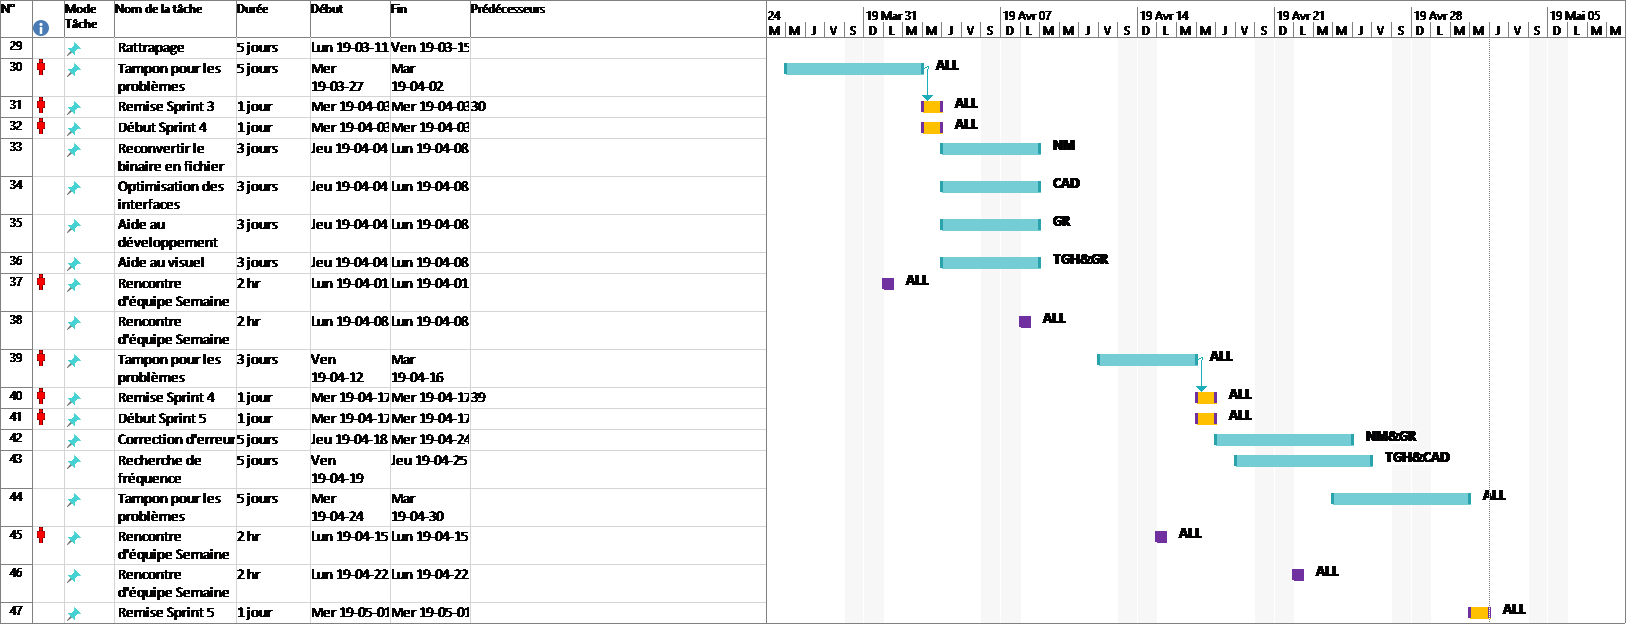 N° Mode Tâche Nom de la tâche Durée Début Fin Prédécesseurs
24 19 Mar 31 19 Avr 07 19 Avr 14 19 Avr 21 19 Avr 28 19 Mai 05
M M J V S D L M M J V S D L M M J V S D L M M J V S D L M M J V S D L M M J V S D L M M
29 Rattrapage 5 jours Lun 19-03-11 Ven 19-03-15
30 Tampon pour les problèmes 5 jours Mer 19-03-27 Mar 19-04-02 ALL
31 Remise Sprint 3 1 jour Mer 19-04-03 Mer 19-04-03 30 ALL
32 Début Sprint 4 1 jour Mer 19-04-03 Mer 19-04-03 ALL
33 Reconvertir le binaire en fichier 3 jours Jeu 19-04-04 Lun 19-04-08 NM
34 Optimisation des interfaces 3 jours Jeu 19-04-04 Lun 19-04-08 CAD
35 Aide au développement 3 jours Jeu 19-04-04 Lun 19-04-08 GR
36 Aide au visuel 3 jours Jeu 19-04-04 Lun 19-04-08 TGH&GR
37 Rencontre d'équipe Semaine 2 hr Lun 19-04-01 Lun 19-04-01 ALL
38 Rencontre d'équipe Semaine 2 hr Lun 19-04-08 Lun 19-04-08 ALL
39 Tampon pour les problèmes 3 jours Ven 19-04-12 Mar 19-04-16 ALL
40 Remise Sprint 4 1 jour Mer 19-04-17 Mer 19-04-17 39 ALL
41 Début Sprint 5 1 jour Mer 19-04-17 Mer 19-04-17 ALL
42 Correction d'erreur 5 jours Jeu 19-04-18 Mer 19-04-24 NM&GR
43 Recherche de fréquence 5 jours Ven 19-04-19 Jeu 19-04-25 TGH&CAD
44 Tampon pour les problèmes 5 jours Mer 19-04-24 Mar 19-04-30 ALL
45 Rencontre d'équipe Semaine 2 hr Lun 19-04-15 Lun 19-04-15 ALL
46 Rencontre d'équipe Semaine 2 hr Lun 19-04-22 Lun 19-04-22 ALL
47 Remise Sprint 5 1 jour Mer 19-05-01 Mer 19-05-01 ALL